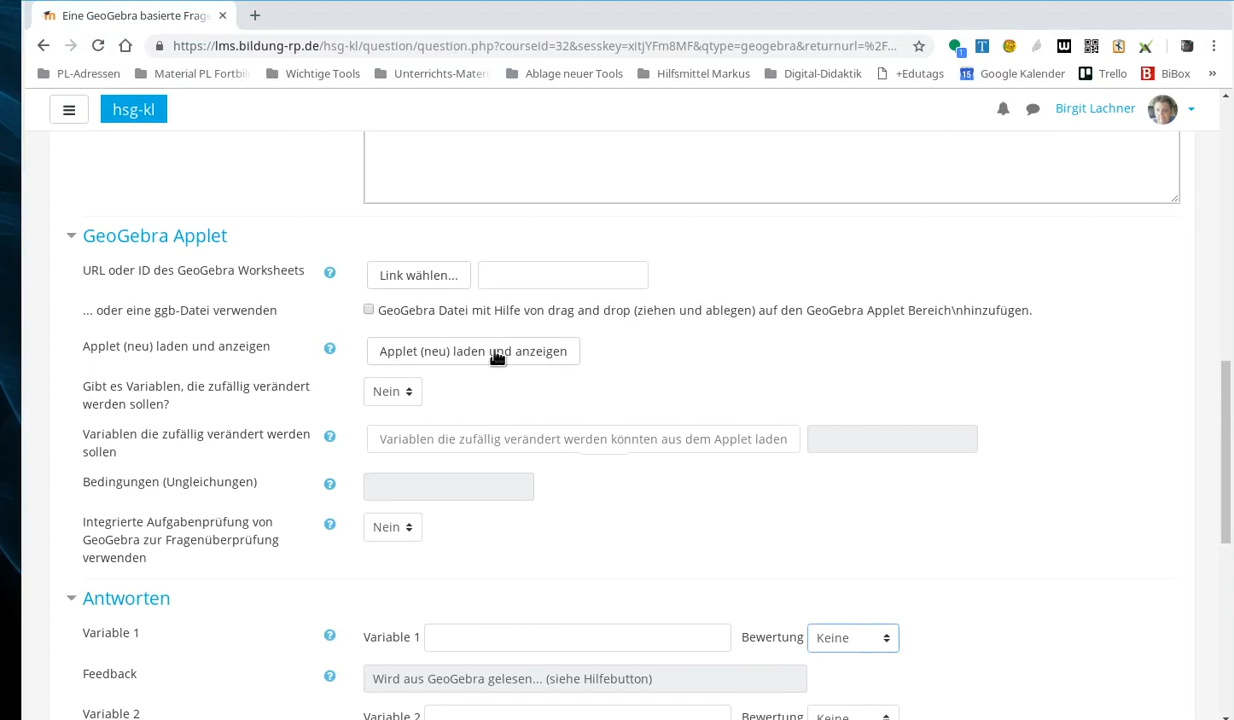 Eine GeoGebra basierte Frage
https://lms.bildung-rp.de/hsg-kl/question/question.php?courseid=32&sesskey=xitjYFm8MF&qtype=geogebra&returnurl=%2F...
PL-Adressen Material PL Fortbil Wichtige Tools Unterrichts-Materi Ablage neuer Tools Hilfsmittel Markus Digital-Didaktik +Edutags Google Kalender Trello BiBox »
hsg-kl Birgit Lachner
GeoGebra Applet
URL oder ID des GeoGebra Worksheets Link wählen...
... oder eine ggb-Datei verwenden GeoGebra Datei mit Hilfe von drag and drop (ziehen und ablegen) auf den GeoGebra Applet Bereich\nhinzufügen.
Applet (neu) laden und anzeigen Applet (neu) laden und anzeigen
Gibt es Variablen, die zufällig verändert
werden sollen? Nein
Variablen die zufällig verändert werden
sollen Variablen die zufällig verändert werden könnten aus dem Applet laden
Bedingungen (Ungleichungen)
Integrierte Aufgabenprüfung von
GeoGebra zur Fragenüberprüfung
verwenden Nein
Antworten
Variable 1 Variable 1 Bewertung Keine
Feedback Wird aus GeoGebra gelesen... (siehe Hilfebutton)
Variable 2 Variable 2 Bewertung Keine